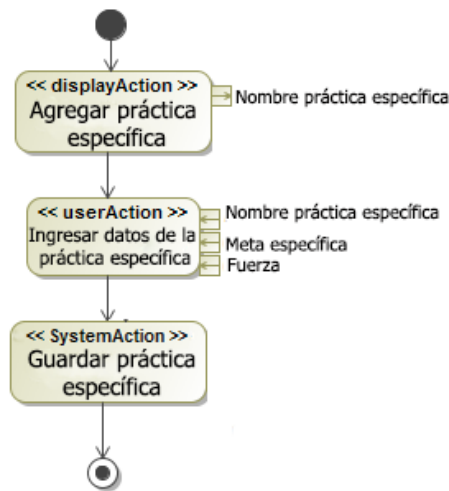 << displayAction >>
Agregar práctica
específica
Nombre práctica específica
<< userAction >>
Ingresar datos de la
práctica específica
Nombre práctica específica
Meta específica
Fuerza
<< SystemAction >>
Guardar práctica
específica